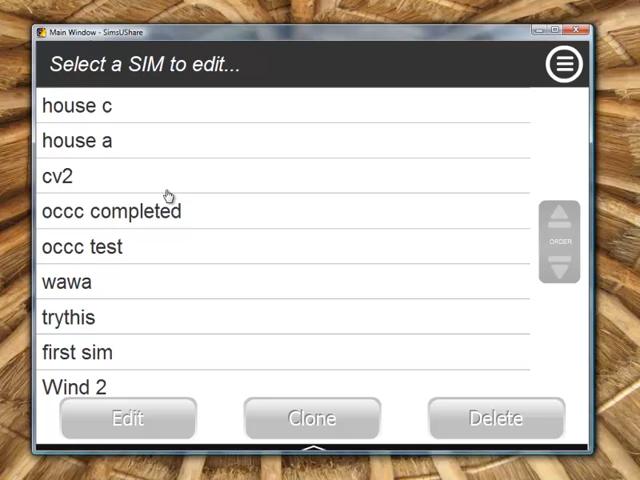 Main Window - SimsUShare
Select a SIM to edit...
house c
house a
cv2
occc completed
occc test
ORDER
wawa
trythis
first sim
Wind 2
Edit
Clone
Delete